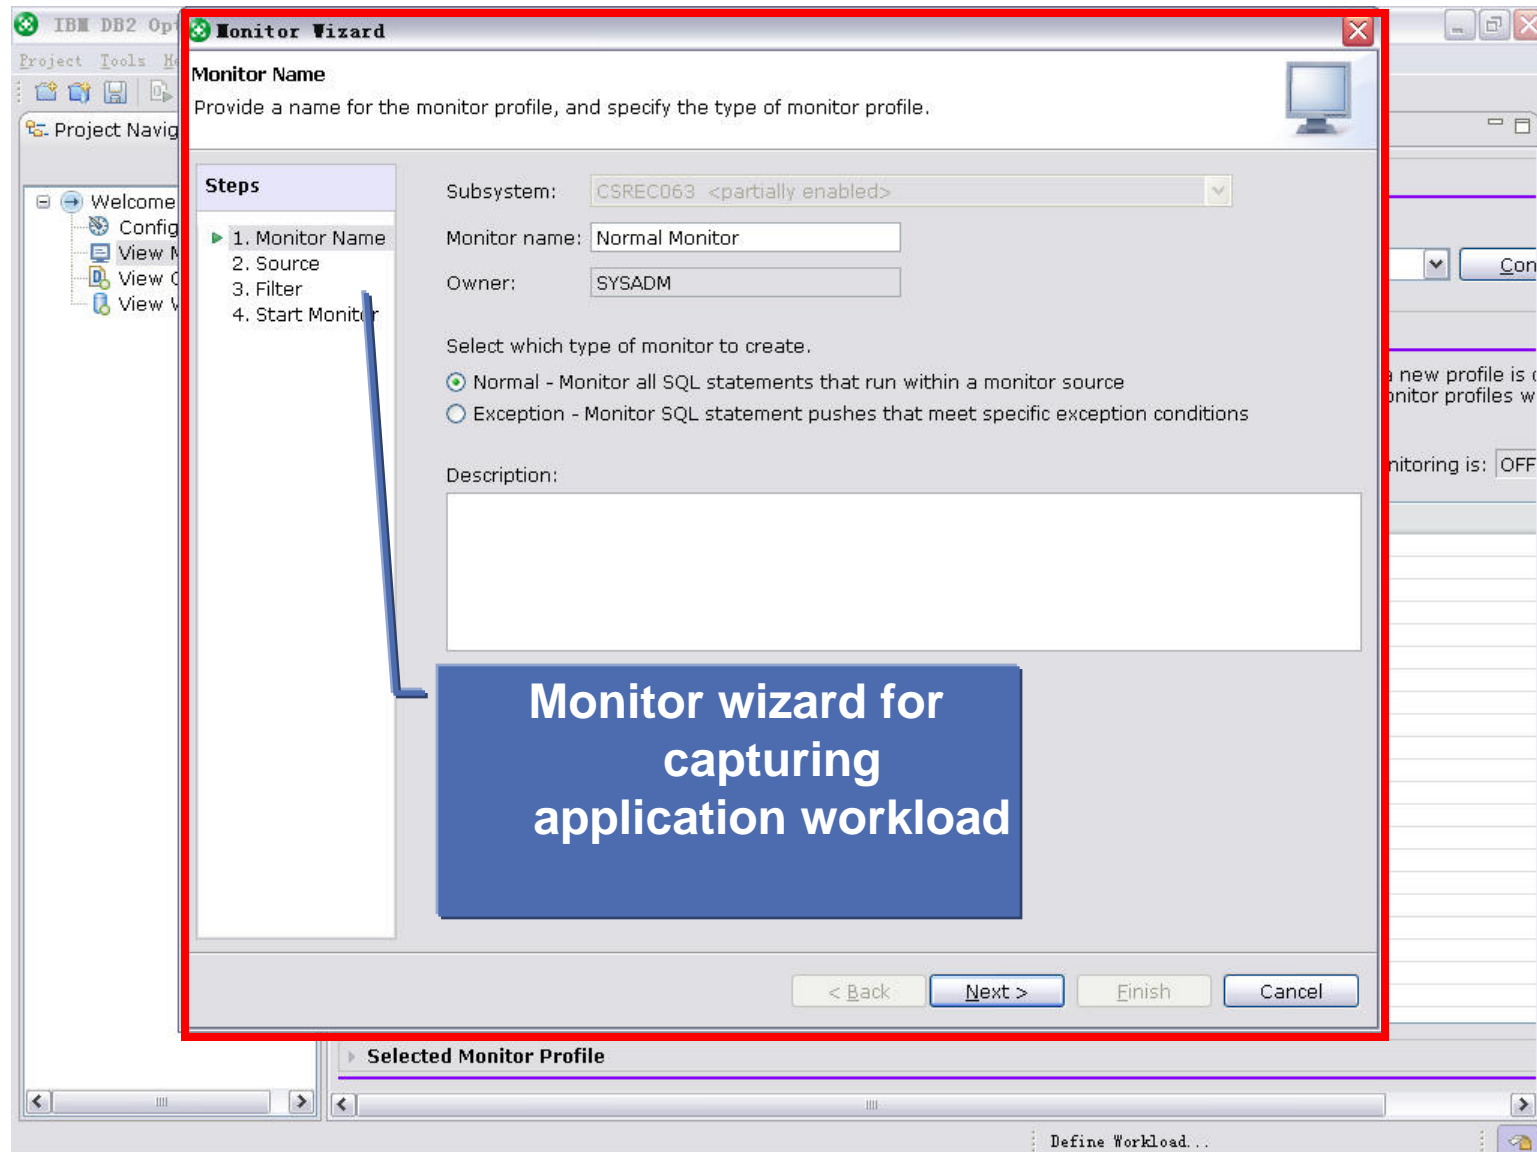 IBM DB2 Opt
Monitor Wizard
Project Tools He
Monitor Name
Provide a name for the monitor profile, and specify the type of monitor profile.
Project Navig
Steps
1. Monitor Name
2. Source
3. Filter
4. Start Monitor
Welcome
Config
View M
View
View
Subsystem: CSREC063 <partially enabled>
Monitor name: Normal Monitor
Owner: SYSADM
Select which type of monitor to create.
Normal - Monitor all SQL statements that run within a monitor source
Exception - Monitor SQL statement pushes that meet specific exception conditions
Description:
Con
a new profile is
onitor profiles w
nitoring is: OFF
Monitor wizard for
capturing
application workload
< Back
Next >
Finish
Cancel
Selected Monitor Profile
Define Workload...